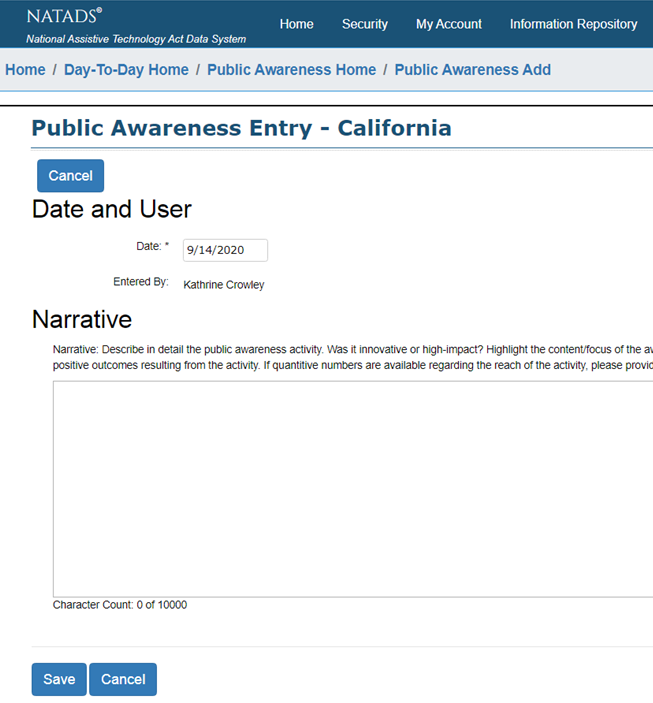 NATADS®
National Assistive Technology Act Data System
Home Security My Account Information Repository
Home / Day-To-Day Home / Public Awareness Home / Public Awareness Add
Public Awareness Entry - California
Cancel
Date and User
Date: * 9/14/2020
Entered By: Kathrine Crowley
Narrative
Narrative: Describe in detail the public awareness activity. Was it innovative or high-impact? Highlight the content/focus of the
positive outcomes resulting from the activity. If quantitive numbers are available regarding the reach of the activity, please
Character Count: 0 of 10000
Save Cancel